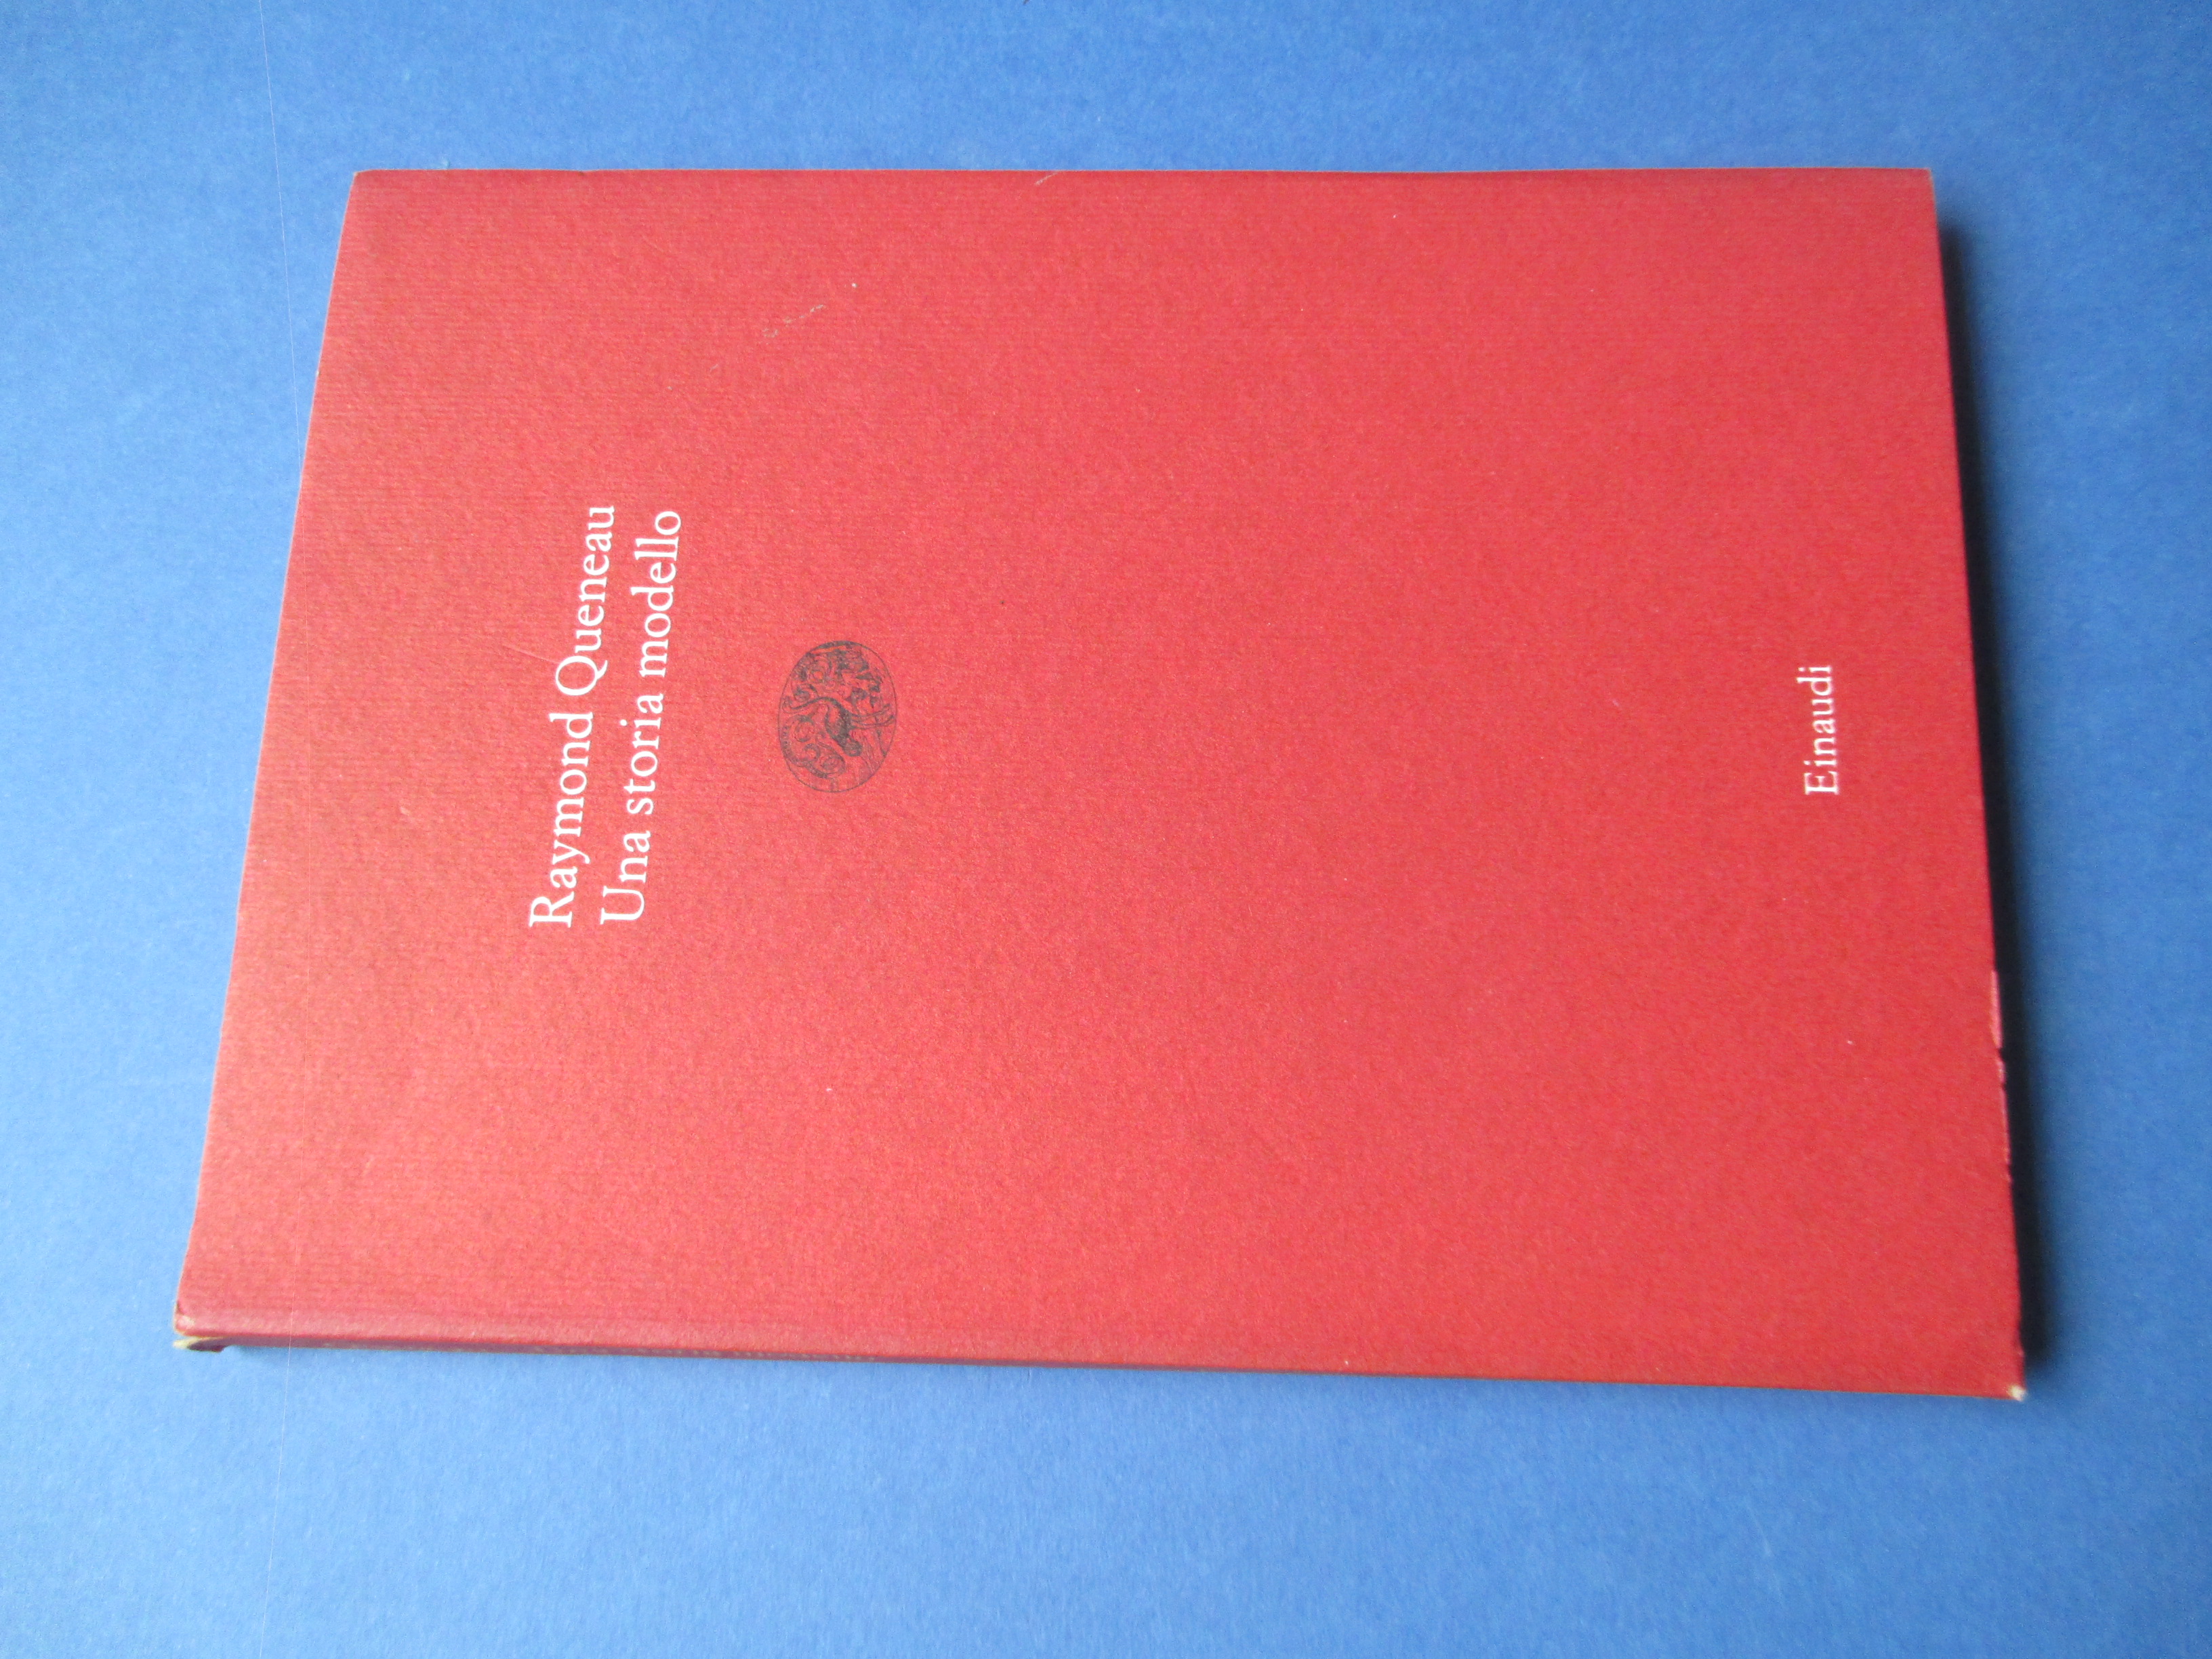 Raymond Queneau
Una storia modello
Einaudi